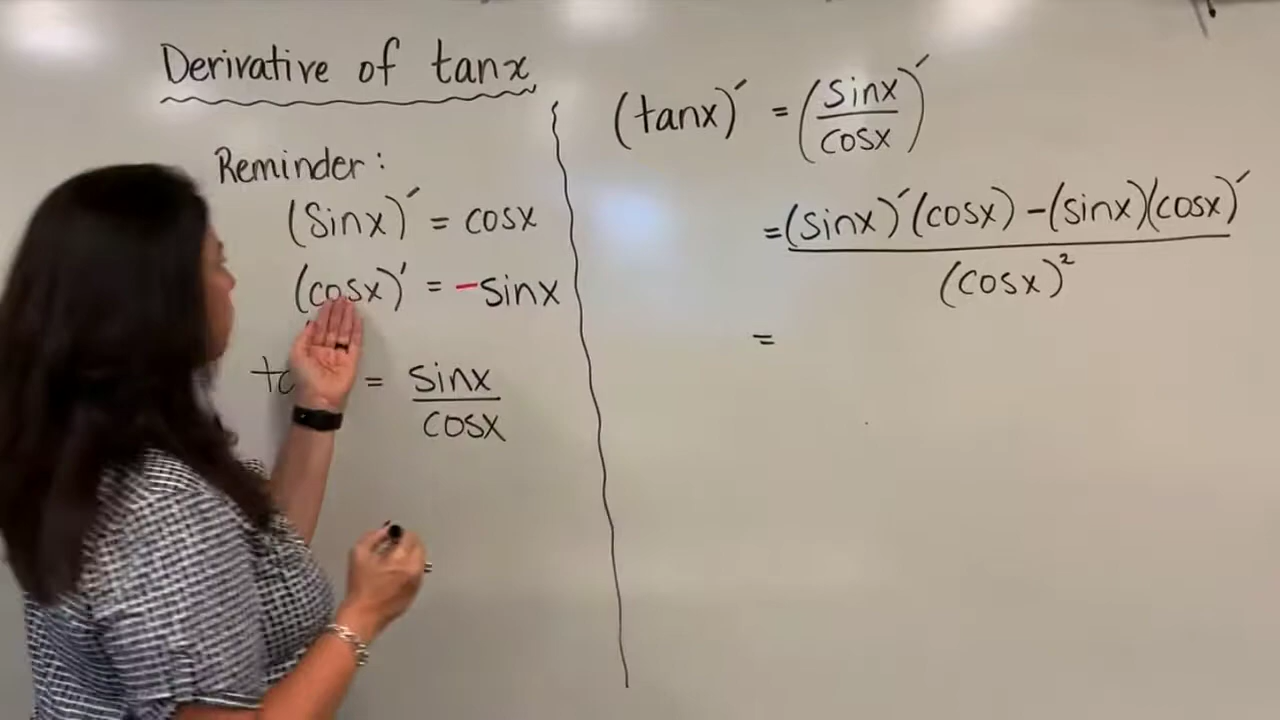 Derivative of tanx
Reminder:
(Sinx)′ = cosx
(cosx)′ = -sinx
= sinx
cosx
(tanx)′ = (sinx / cosx)′
= (sinx)′(cosx) - (sinx)(cosx)′
(cosx)²
=